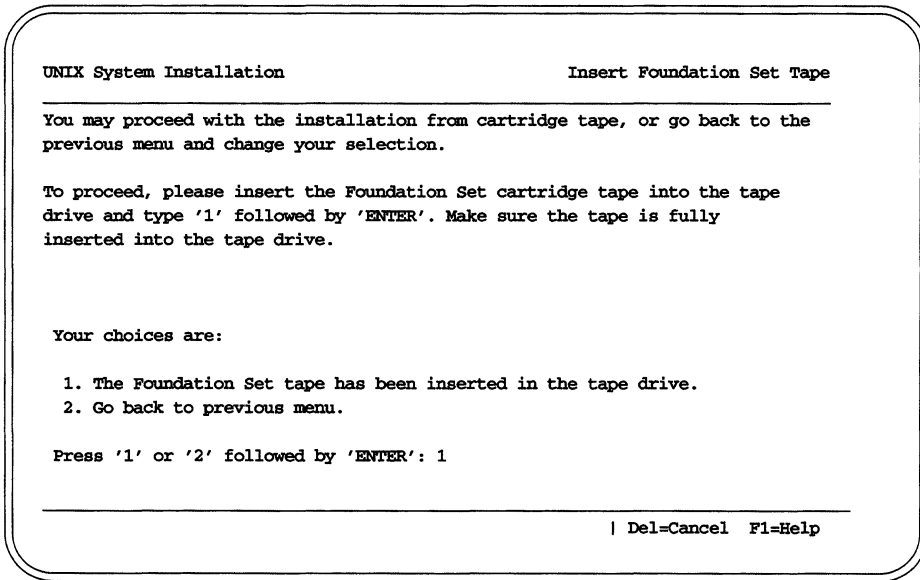 UNIX System Installation Insert Foundation Set Tape
You may proceed with the installation from cartridge tape, or go back to the
previous menu and change your selection.
To proceed, please insert the Foundation Set cartridge tape into the tape
drive and type '1' followed by 'ENTER'. Make sure the tape is fully
inserted into the tape drive.
Your choices are:
1. The Foundation Set tape has been inserted in the tape drive.
2. Go back to previous menu.
Press '1' or '2' followed by 'ENTER': 1
| Del=Cancel F1=Help